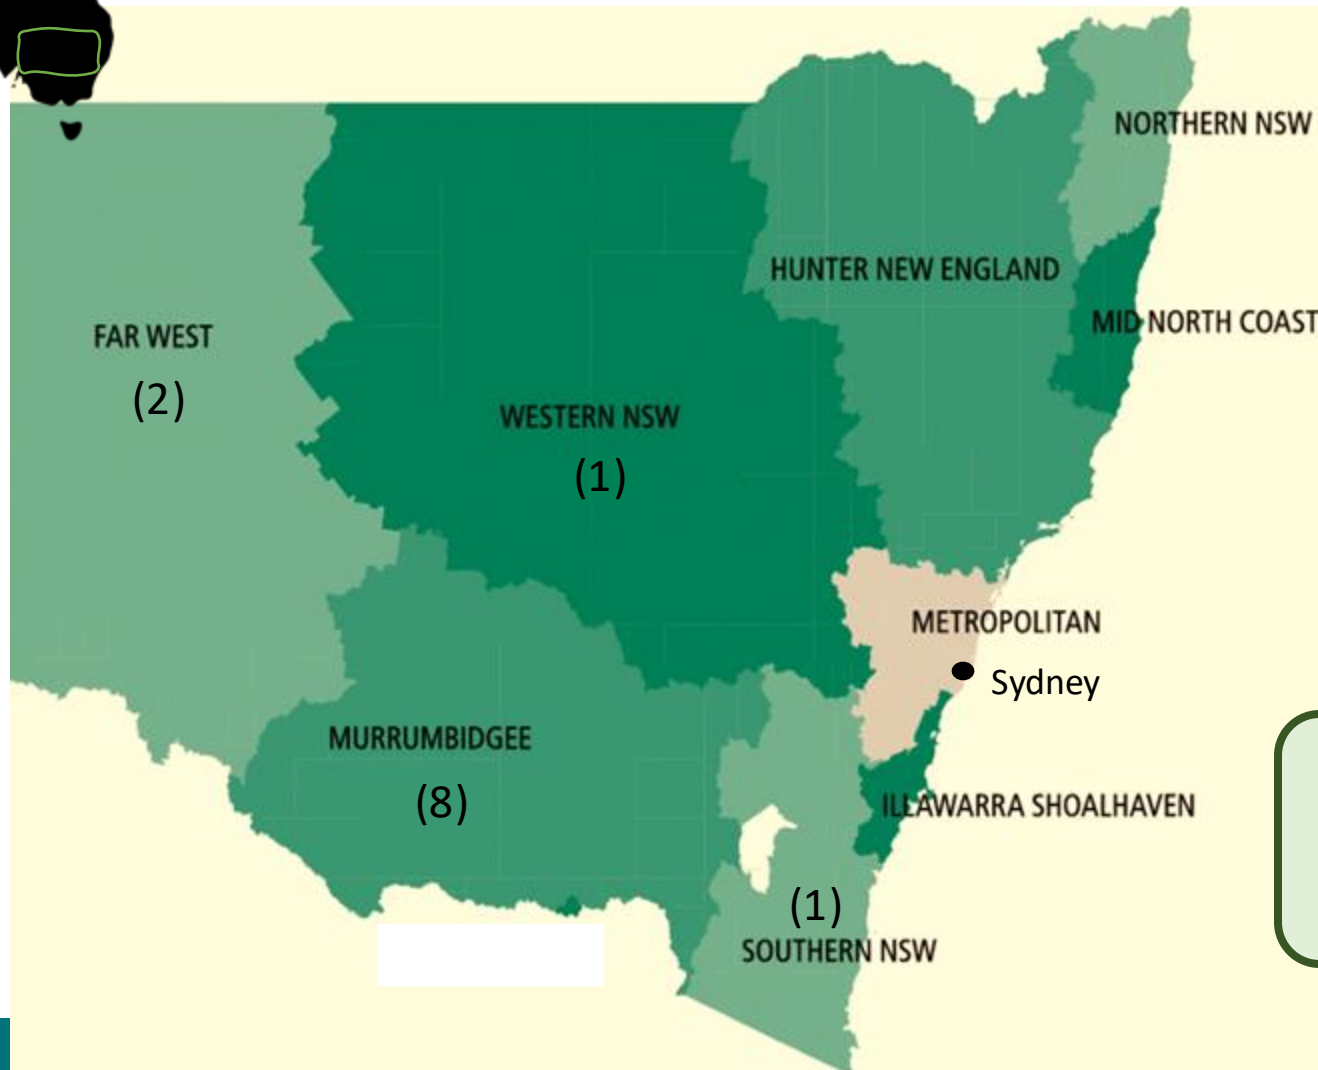 NORTHERN NSW
HUNTER NEW ENGLAND
MID NORTH COAST
FAR WEST
(2)
WESTERN NSW
(1)
METROPOLITAN
Sydney
MURRUMBIDGEE
(8)
ILLAWARRA SHOALHAVEN
(1)
SOUTHERN NSW